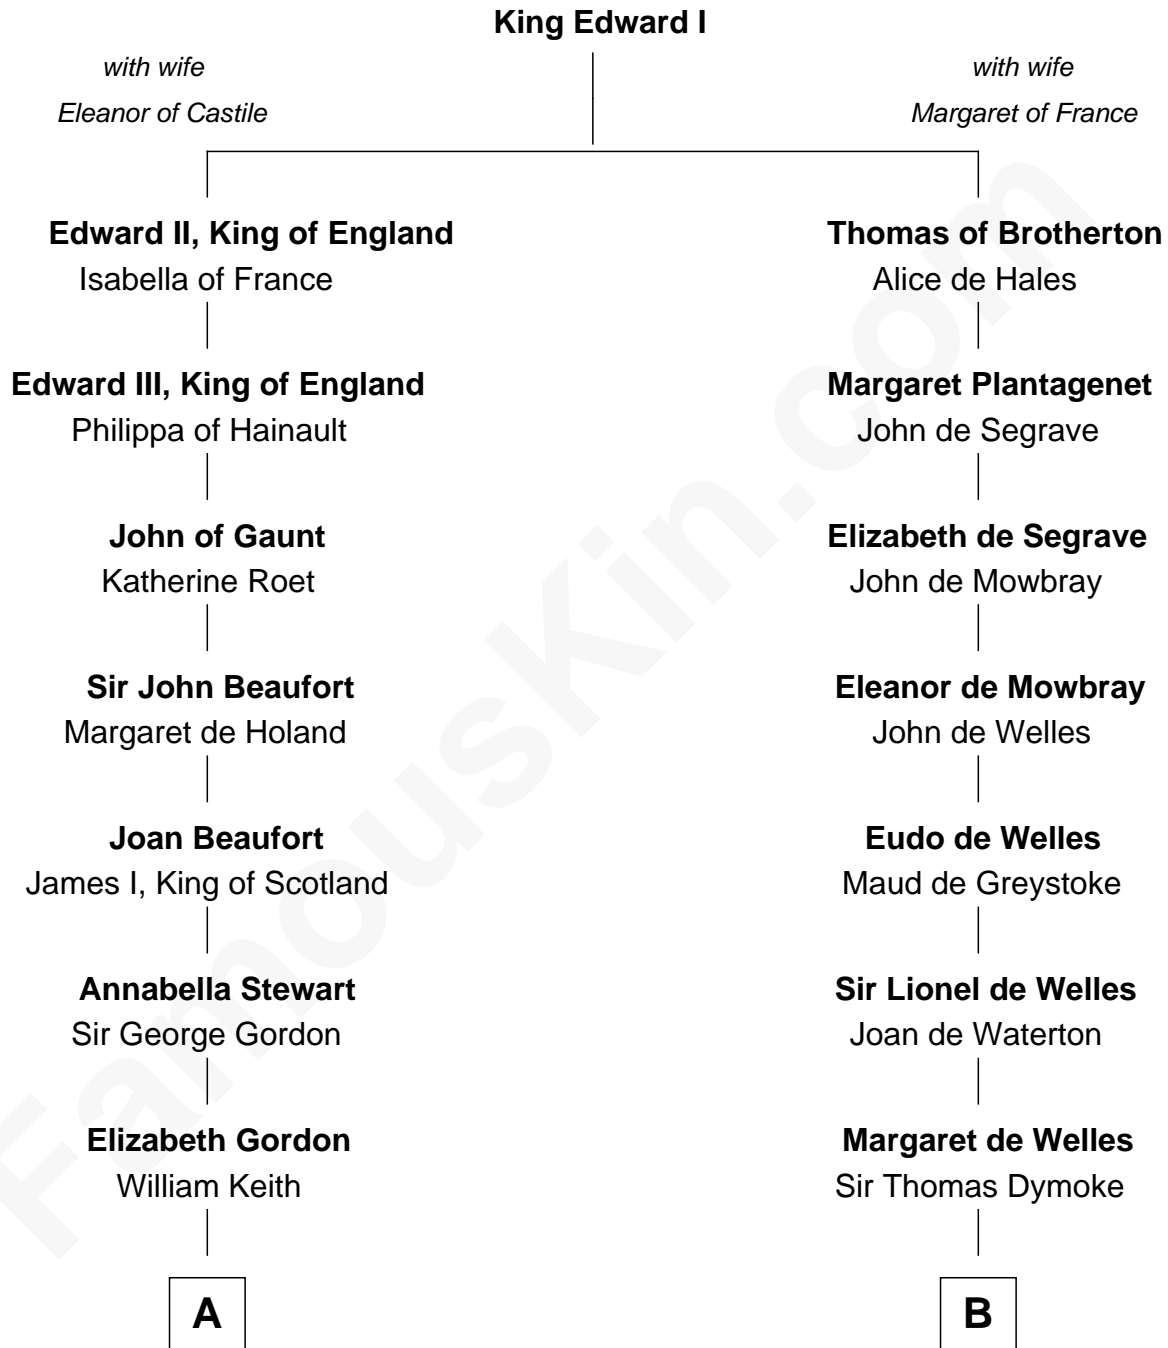 King Edward I
with wife
Eleanor of Castile
with wife
Margaret of France
Edward II, King of England
Isabella of France
Thomas of Brotherton
Alice de Hales
Edward III, King of England
Philippa of Hainault
Margaret Plantagenet
John de Segrave
John of Gaunt
Katherine Roet
Elizabeth de Segrave
John de Mowbray
Sir John Beaufort
Margaret de Holand
Eleanor de Mowbray
John de Welles
Joan Beaufort
James I, King of Scotland
Eudo de Welles
Maud de Greystoke
Annabella Stewart
Sir George Gordon
Sir Lionel de Welles
Joan de Waterton
Elizabeth Gordon
William Keith
Margaret de Welles
Sir Thomas Dymoke
A
B
FamousKin.com